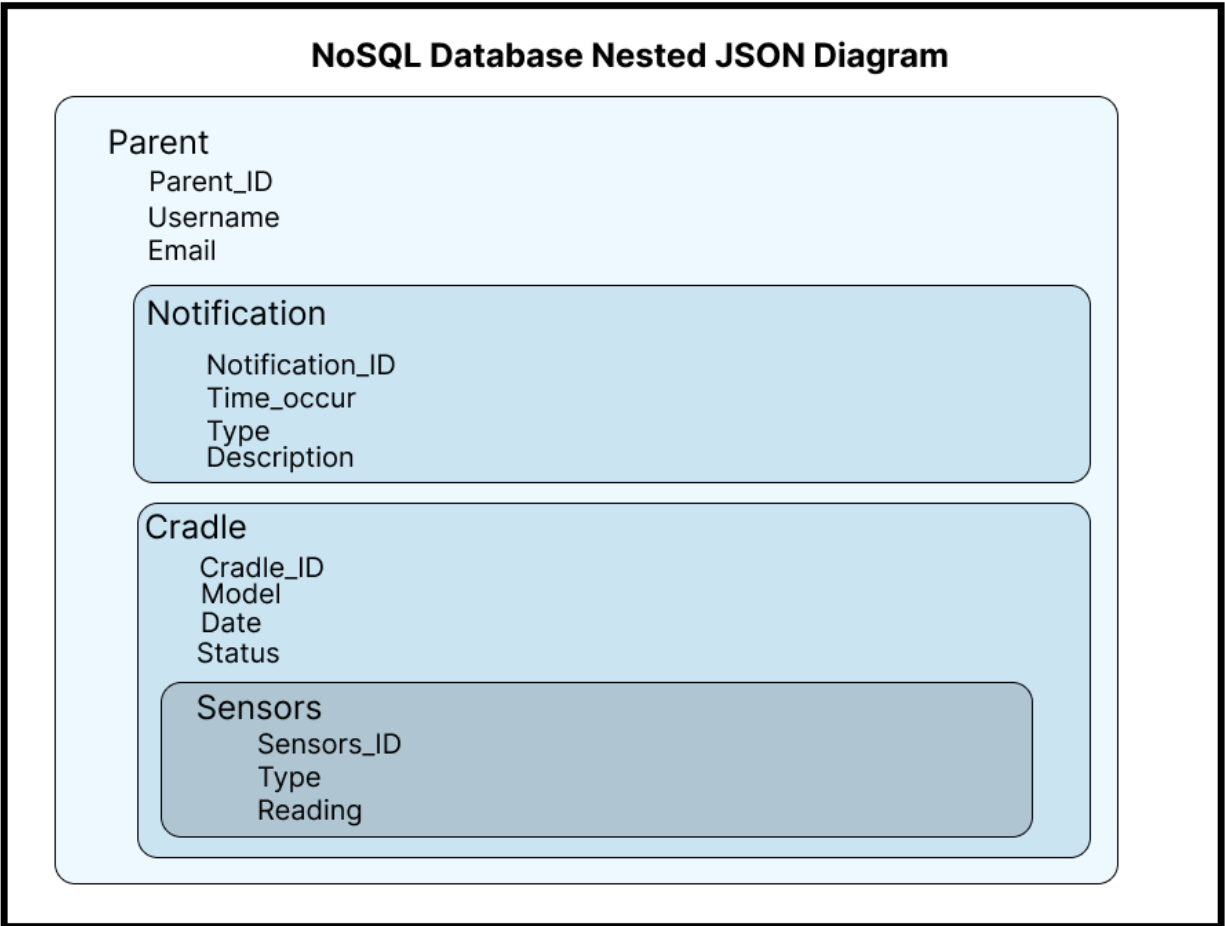 NoSQL Database Nested JSON Diagram
Parent
Parent_ID
Username
Email
Notification
Notification_ID
Time_occur
Type
Description
Cradle
Cradle_ID
Model
Date
Status
Sensors
Sensors_ID
Type
Reading